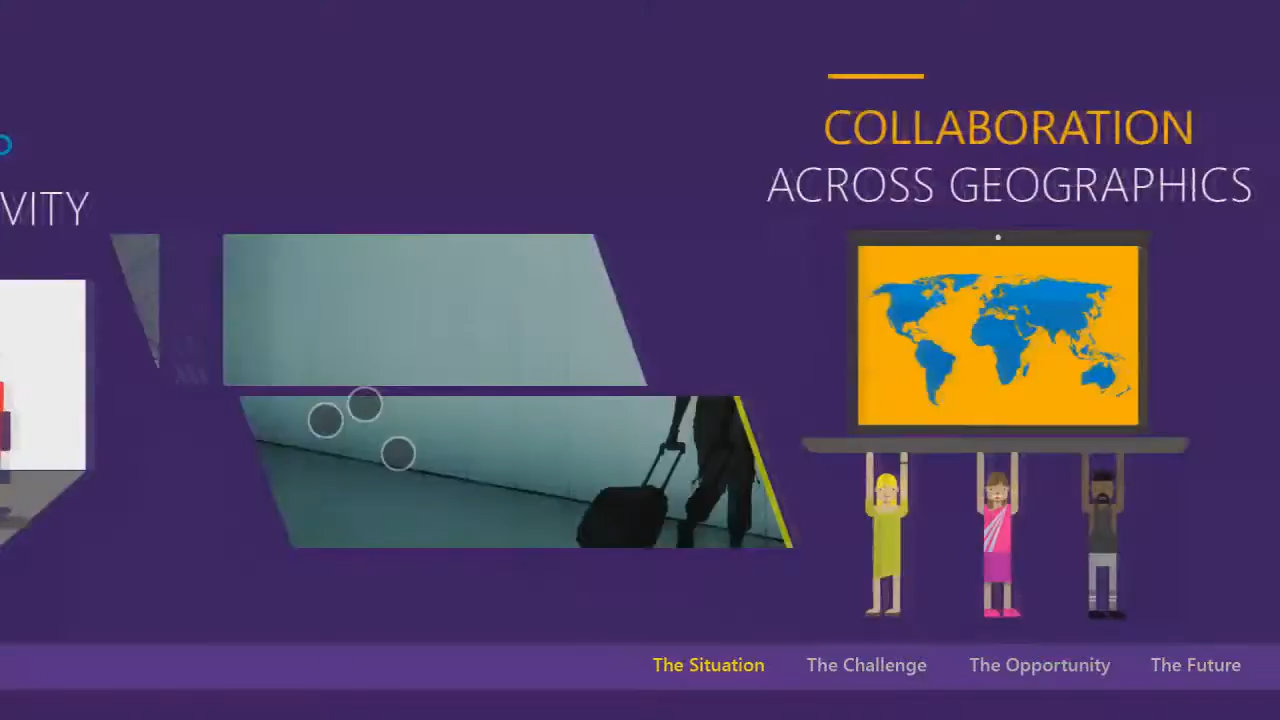 VITY
COLLABORATION
ACROSS GEOGRAPHICS
The Situation
The Challenge
The Opportunity
The Future